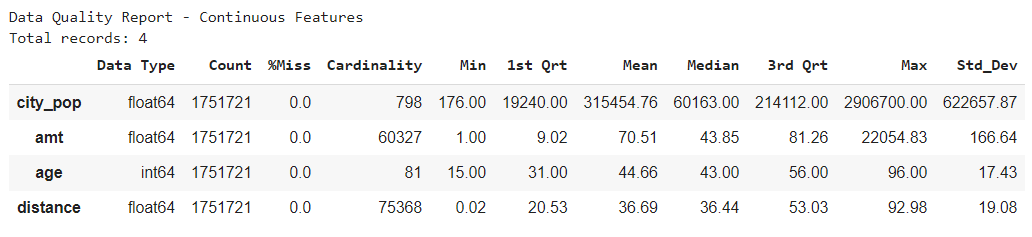 Data Quality Report - Continuous Features
Total records: 4
Data Type Count %Miss Cardinality Min 1st Qrt Mean Median 3rd Qrt Max Std_Dev
city_pop float64 1751721 0.0 798 176.00 19240.00 315454.76 60163.00 214112.00 2906700.00 622657.87
amt float64 1751721 0.0 60327 1.00 9.02 70.51 43.85 81.26 22054.83 166.64
age int64 1751721 0.0 81 15.00 31.00 44.66 43.00 56.00 96.00 17.43
distance float64 1751721 0.0 75368 0.02 20.53 36.69 36.44 53.03 92.98 19.08